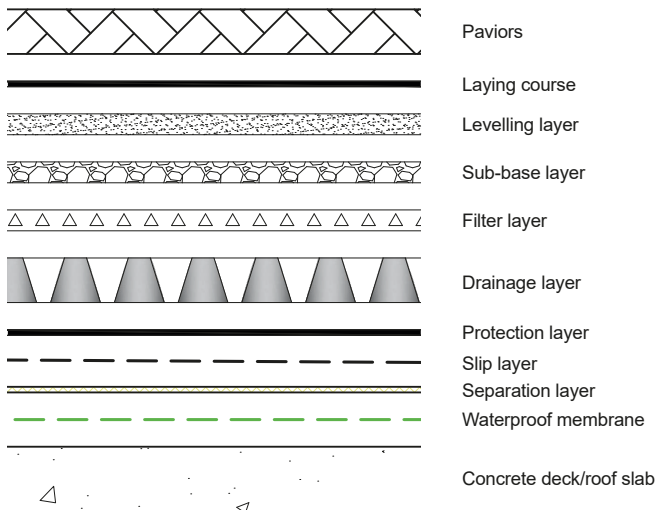 Paviors
Laying course
Levelling layer
Sub-base layer
Filter layer
Drainage layer
Protection layer
Slip layer
Separation layer
Waterproof membrane
Concrete deck/roof slab